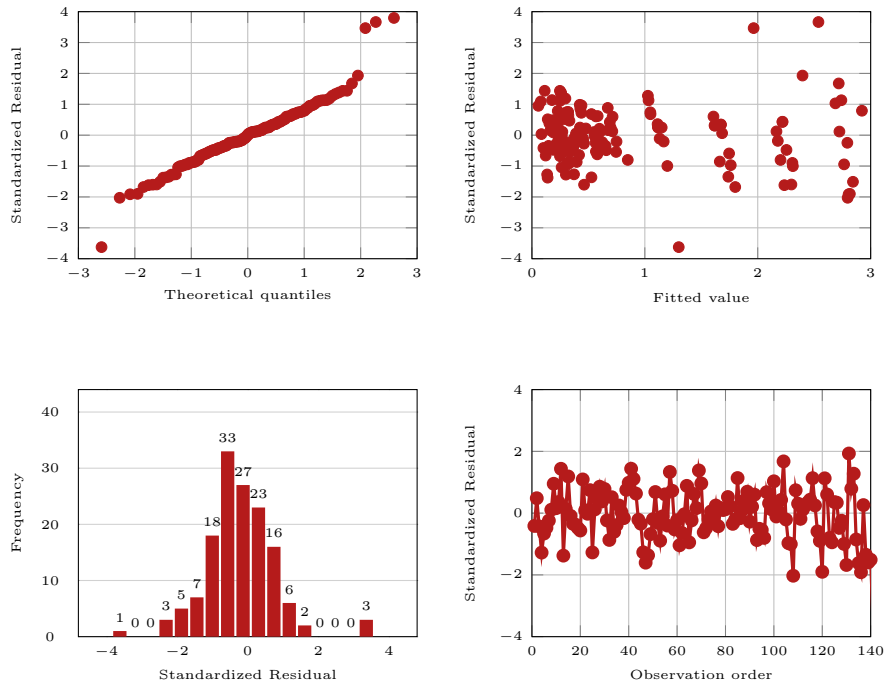 Standardized Residual
4
3
2
1
0
−1
−2
−3
−4
−3 −2 −1 0 1 2 3
Theoretical quantiles
Standardized Residual
4
3
2
1
0
−1
−2
−3
−4
0 1 2 3
Fitted value
Frequency
40
30
20
10
0
1 0 0 3 5 7 18 33 27 23 16 6 2 0 0 0 3
−4 −2 0 2 4
Standardized Residual
Standardized Residual
4
2
0
−2
−4
0 20 40 60 80 100 120 140
Observation order